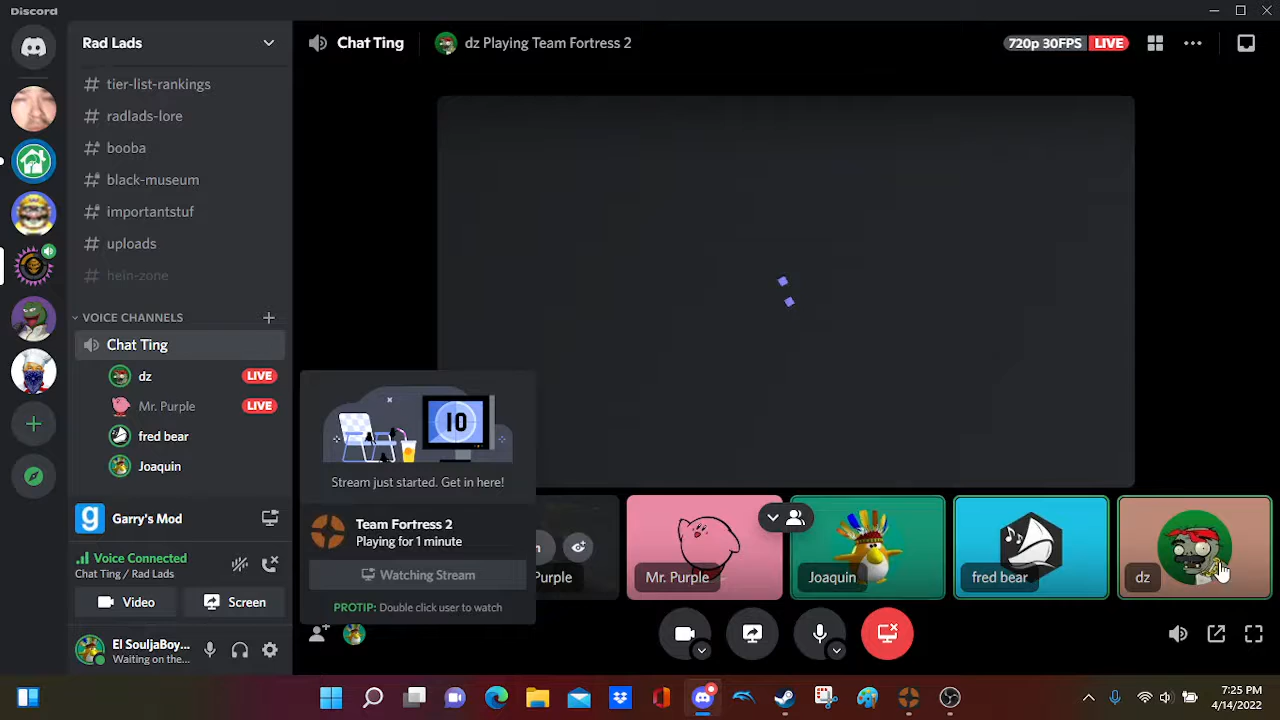 Discord
Rad Lads
Chat Ting
dz Playing Team Fortress 2
720p 30FPS
LIVE
# tier-list-rankings
# radlads-lore
# booba
# black-museum
# importantstuf
# uploads
# hein-zone
VOICE CHANNELS
Chat Ting
dz
LIVE
Mr. Purple
LIVE
fred bear
Joaquin
10
Stream just started. Get in here!
Team Fortress 2
Playing for 1 minute
Watching Stream
PROTIP: Double click user to watch
g
Garry's Mod
Voice Connected
Chat Ting / Rad Lads
Video
Screen
El SouljaBoy...
Waiting on the...
Purple
Mr. Purple
Joaquin
fred bear
dz
7:25 PM
4/14/2022